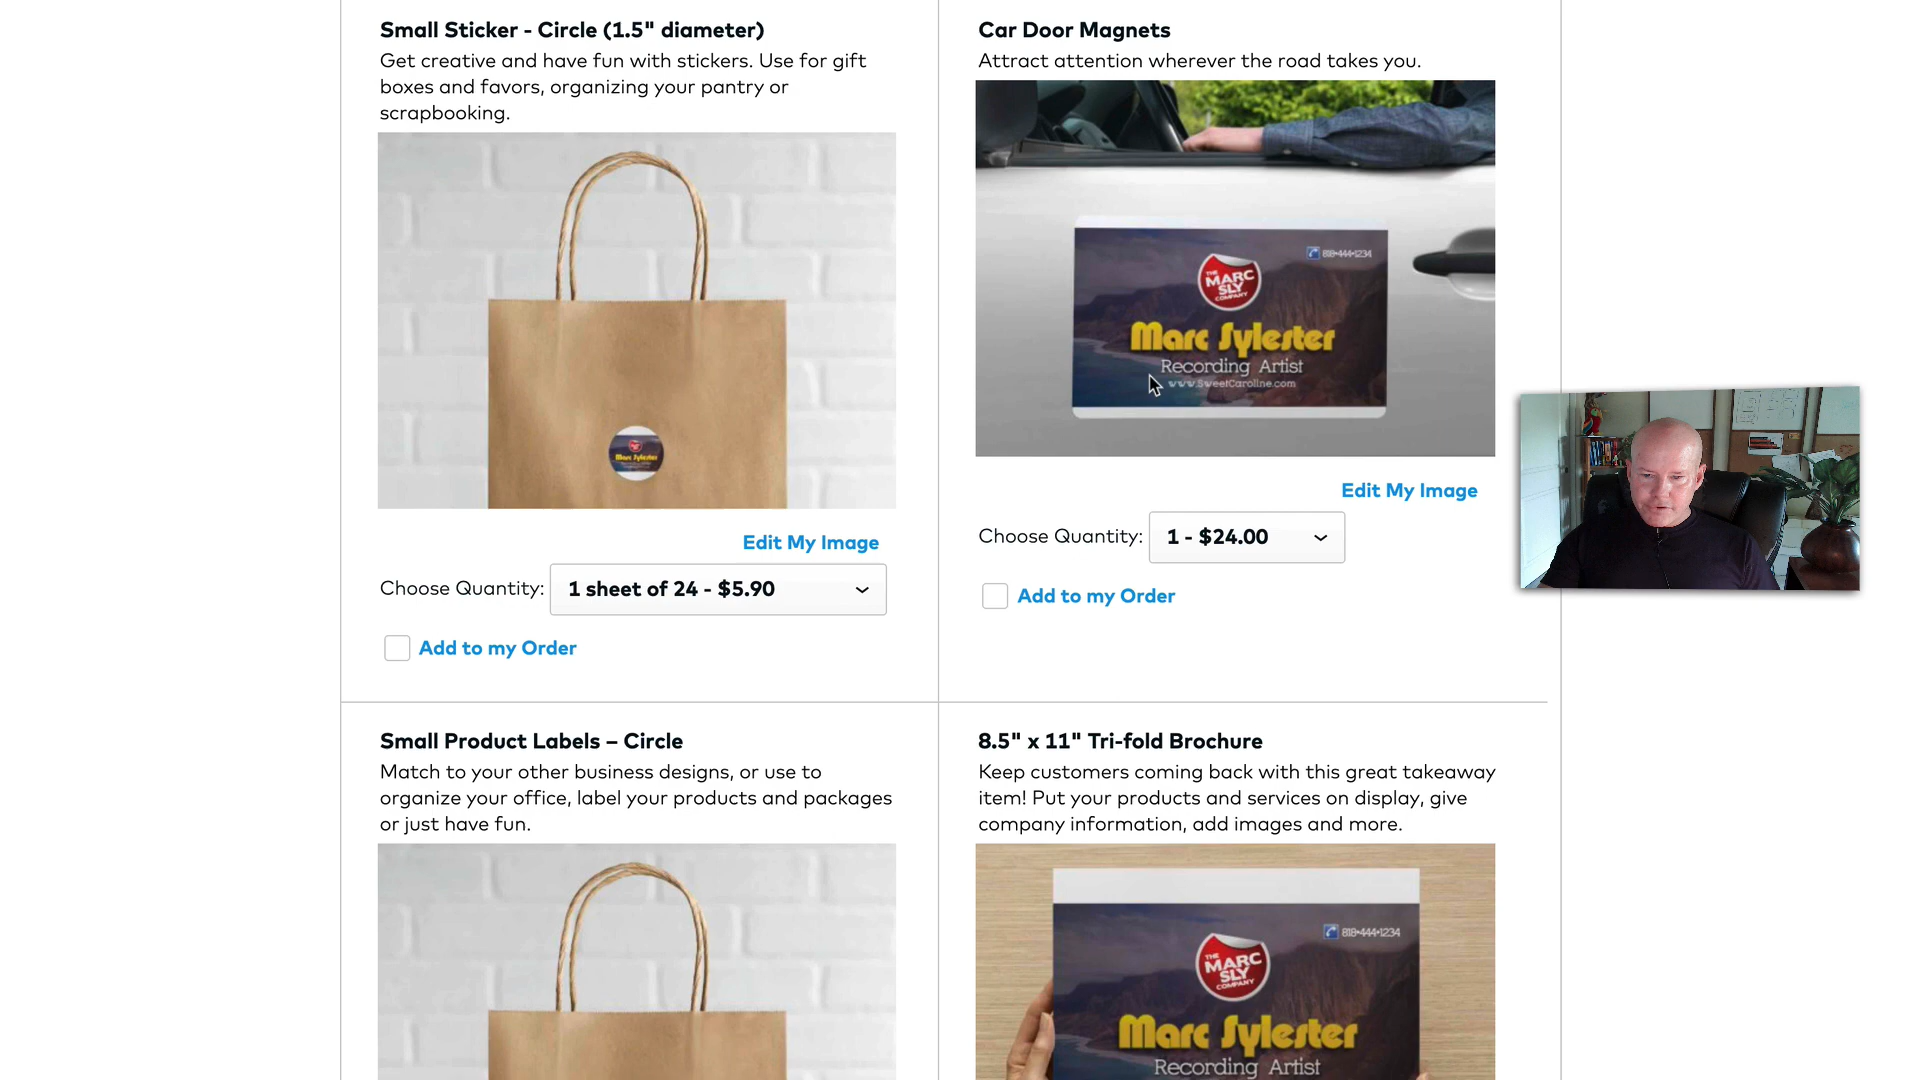 Small Sticker - Circle (1.5" diameter)
Get creative and have fun with stickers. Use for gift
boxes and favors, organizing your pantry or
scrapbooking.
Marc Sylester
Edit My Image
Choose Quantity: 1 sheet of 24 - $5.90
Add to my Order
Car Door Magnets
Attract attention wherever the road takes you.
818•444•1234
THE
MARC
SLY
COMPANY
Marc Sylester
Recording Artist
www.SweetCaroline.com
Edit My Image
Choose Quantity: 1 - $24.00
Add to my Order
Small Product Labels – Circle
Match to your other business designs, or use to
organize your office, label your products and packages
or just have fun.
8.5" x 11" Tri-fold Brochure
Keep customers coming back with this great takeaway
item! Put your products and services on display, give
company information, add images and more.
818•444•1234
THE
MARC
SLY
COMPANY
Marc Sylester
Recording Artist